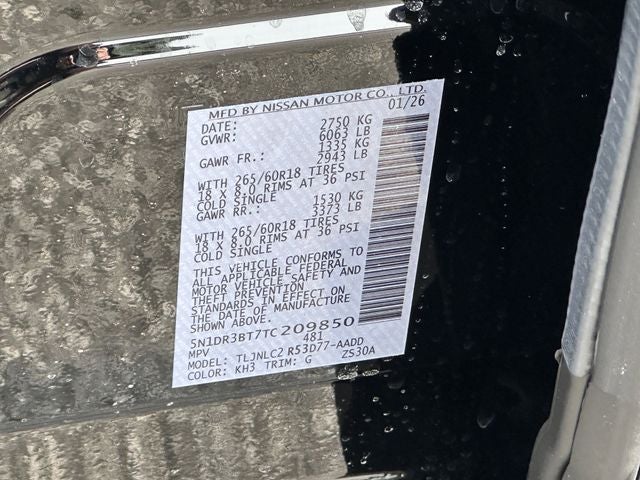 MFD BY NISSAN MOTOR CO., LTD.
DATE: 01/26
GVWR: 2750 KG
6063 LB
GAWR FR.: 1335 KG
2943 LB
WITH 265/60R18 TIRES
18 X 8.0 RIMS AT 36 PSI
COLD SINGLE
GAWR RR.: 1530 KG
3373 LB
WITH 265/60R18 TIRES
18 X 8.0 RIMS AT 36 PSI
COLD SINGLE
THIS VEHICLE CONFORMS TO
ALL APPLICABLE FEDERAL
MOTOR VEHICLE SAFETY AND
THEFT PREVENTION
STANDARDS IN EFFECT ON
THE DATE OF MANUFACTURE
SHOWN ABOVE.
5N1DR3BT7TC209850
MPV 481
MODEL: TLJNLC2 R53D77-AADD
COLOR: KH3 TRIM: G ZS30A